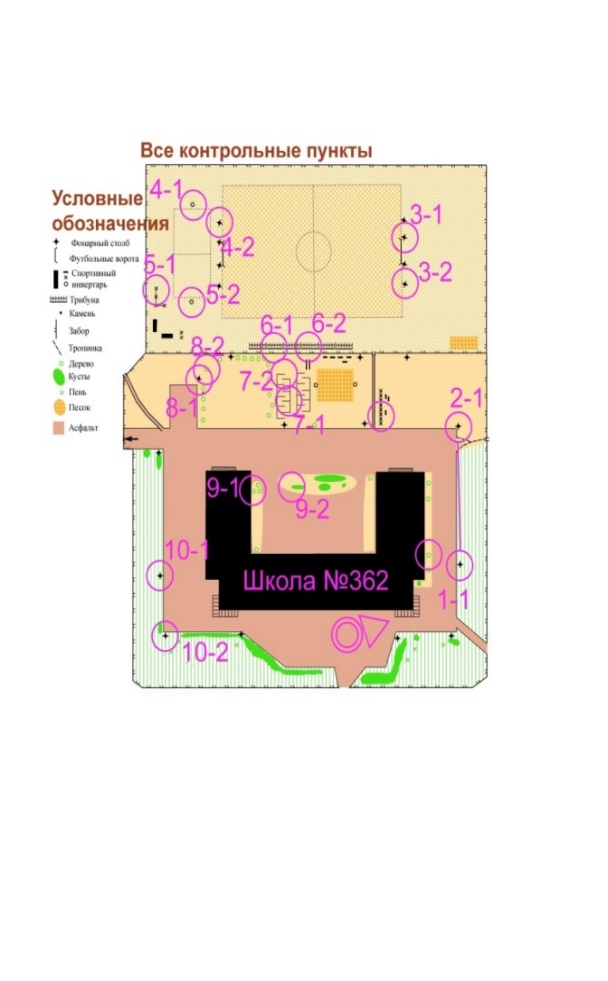 Все контрольные пункты
Условные
обозначения
Фонарный столб
Футбольные ворота
Спортивный
инвертарь
Трибуна
Камень
Забор
Тропинка
Дерево
Кусты
Пень
Песок
Асфальт
4-1
3-1
4-2
3-2
5-1
5-2
6-1
6-2
8-2
7-2
8-1
7-1
2-1
9-1
9-2
10-1
Школа №362
1-1
10-2